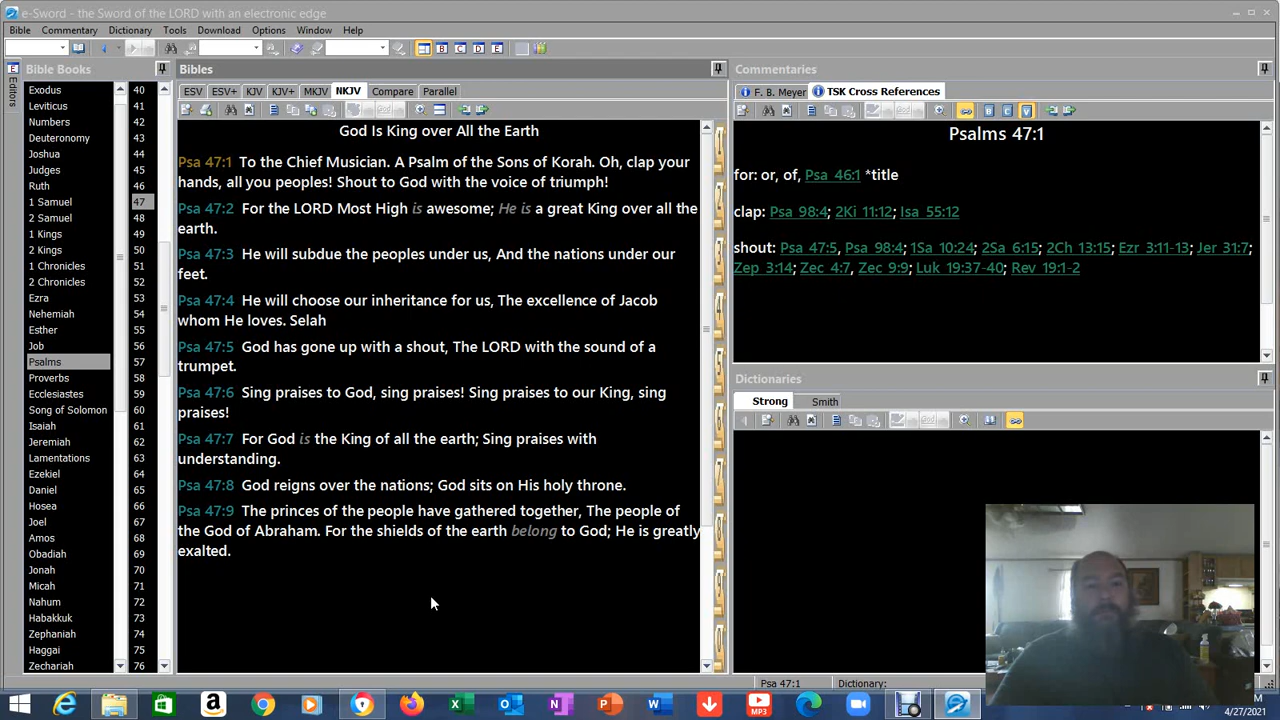 e-Sword - the Sword of the LORD with an electronic edge
Bible Commentary Dictionary Tools Download Options Window Help
B C D E
Editors
Bible Books
Exodus
Leviticus
Numbers
Deuteronomy
Joshua
Judges
Ruth
1 Samuel
2 Samuel
1 Kings
2 Kings
1 Chronicles
2 Chronicles
Ezra
Nehemiah
Esther
Job
Psalms
Proverbs
Ecclesiastes
Song of Solomon
Isaiah
Jeremiah
Lamentations
Ezekiel
Daniel
Hosea
Joel
Amos
Obadiah
Jonah
Micah
Nahum
Habakkuk
Zephaniah
Haggai
Zechariah
40
41
42
43
44
45
46
47
48
49
50
51
52
53
54
55
56
57
58
59
60
61
62
63
64
65
66
67
68
69
70
71
72
73
74
75
76
Bibles
ESV ESV+ KJV KJV+ MKJV NKJV Compare Parallel
God Is King over All the Earth
Psa 47:1 To the Chief Musician. A Psalm of the Sons of Korah. Oh, clap your
hands, all you peoples! Shout to God with the voice of triumph!
Psa 47:2 For the LORD Most High is awesome; He is a great King over all the
earth.
Psa 47:3 He will subdue the peoples under us, And the nations under our
feet.
Psa 47:4 He will choose our inheritance for us, The excellence of Jacob
whom He loves. Selah
Psa 47:5 God has gone up with a shout, The LORD with the sound of a
trumpet.
Psa 47:6 Sing praises to God, sing praises! Sing praises to our King, sing
praises!
Psa 47:7 For God is the King of all the earth; Sing praises with
understanding.
Psa 47:8 God reigns over the nations; God sits on His holy throne.
Psa 47:9 The princes of the people have gathered together, The people of
the God of Abraham. For the shields of the earth belong to God; He is greatly
exalted.
Commentaries
F. B. Meyer TSK Cross References
B C V
Psalms 47:1
for: or, of, Psa 46:1 *title
clap: Psa 98:4; 2Ki 11:12; Isa 55:12
shout: Psa 47:5, Psa 98:4; 1Sa 10:24; 2Sa 6:15; 2Ch 13:15; Ezr 3:11-13; Jer 31:7;
Zep 3:14; Zec 4:7, Zec 9:9; Luk 19:37-40; Rev 19:1-2
Dictionaries
Strong Smith
Psa 47:1 Dictionary:
MP3
4/27/2021